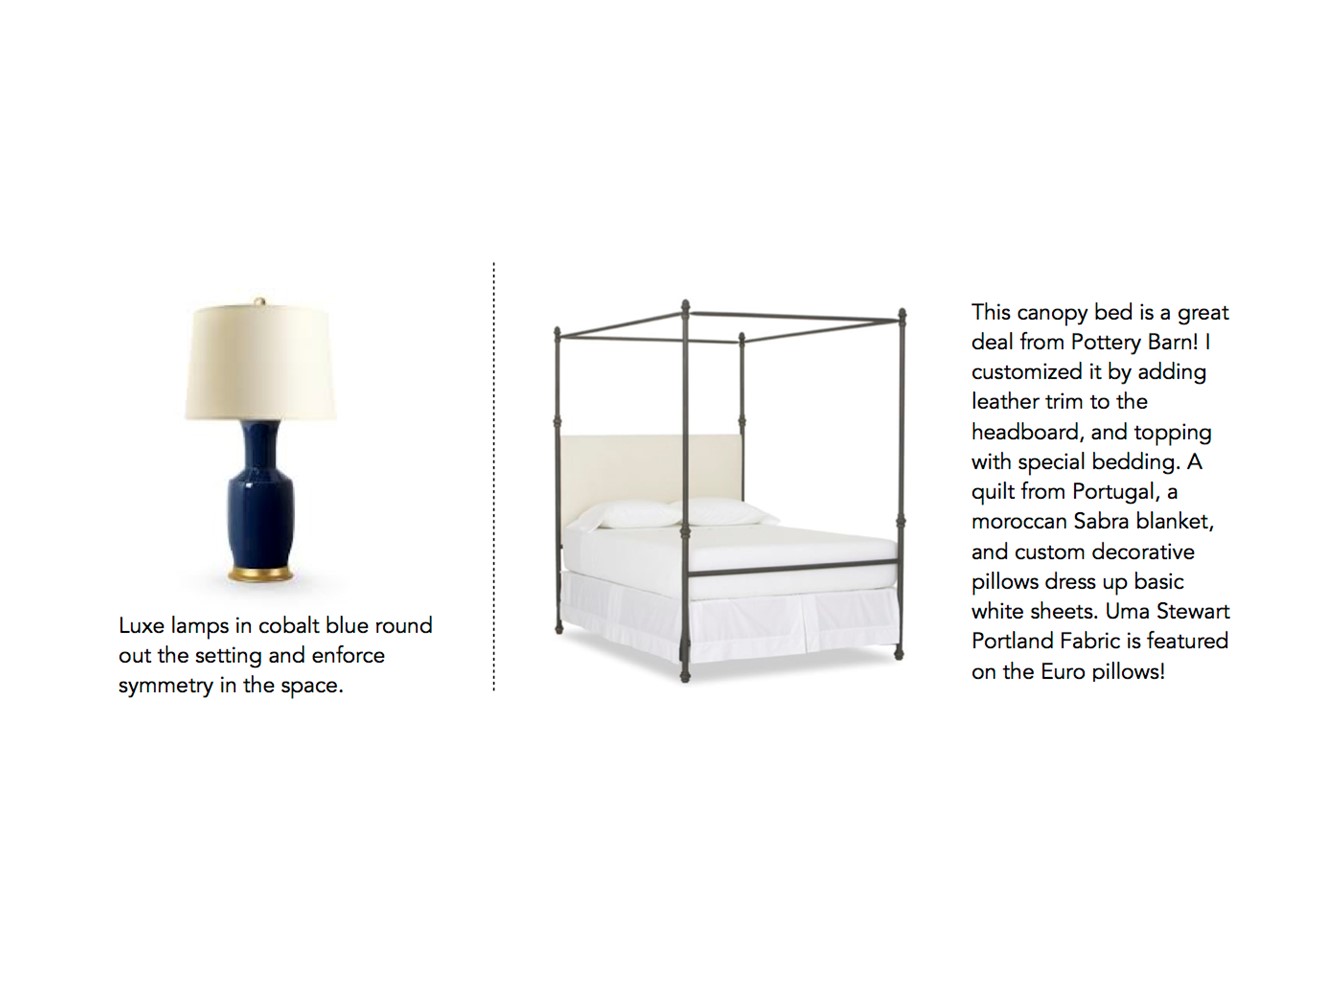 Luxe lamps in cobalt blue round
out the setting and enforce
symmetry in the space.
This canopy bed is a great
deal from Pottery Barn! I
customized it by adding
leather trim to the
headboard, and topping
with special bedding. A
quilt from Portugal, a
moroccan Sabra blanket,
and custom decorative
pillows dress up basic
white sheets. Uma Stewart
Portland Fabric is featured
on the Euro pillows!